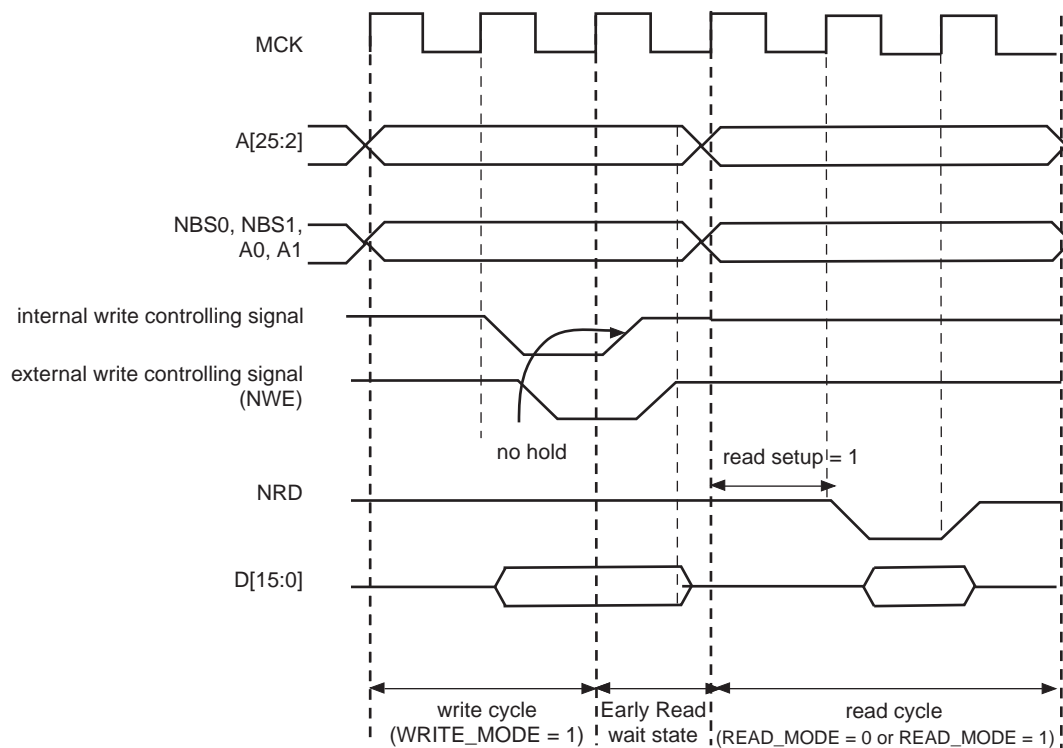 MCK
A[25:2]
NBS0, NBS1,
A0, A1
internal write controlling signal
external write controlling signal
(NWE)
no hold
read setup = 1
NRD
D[15:0]
write cycle
(WRITE_MODE = 1)
Early Read
wait state
read cycle
(READ_MODE = 0 or READ_MODE = 1)